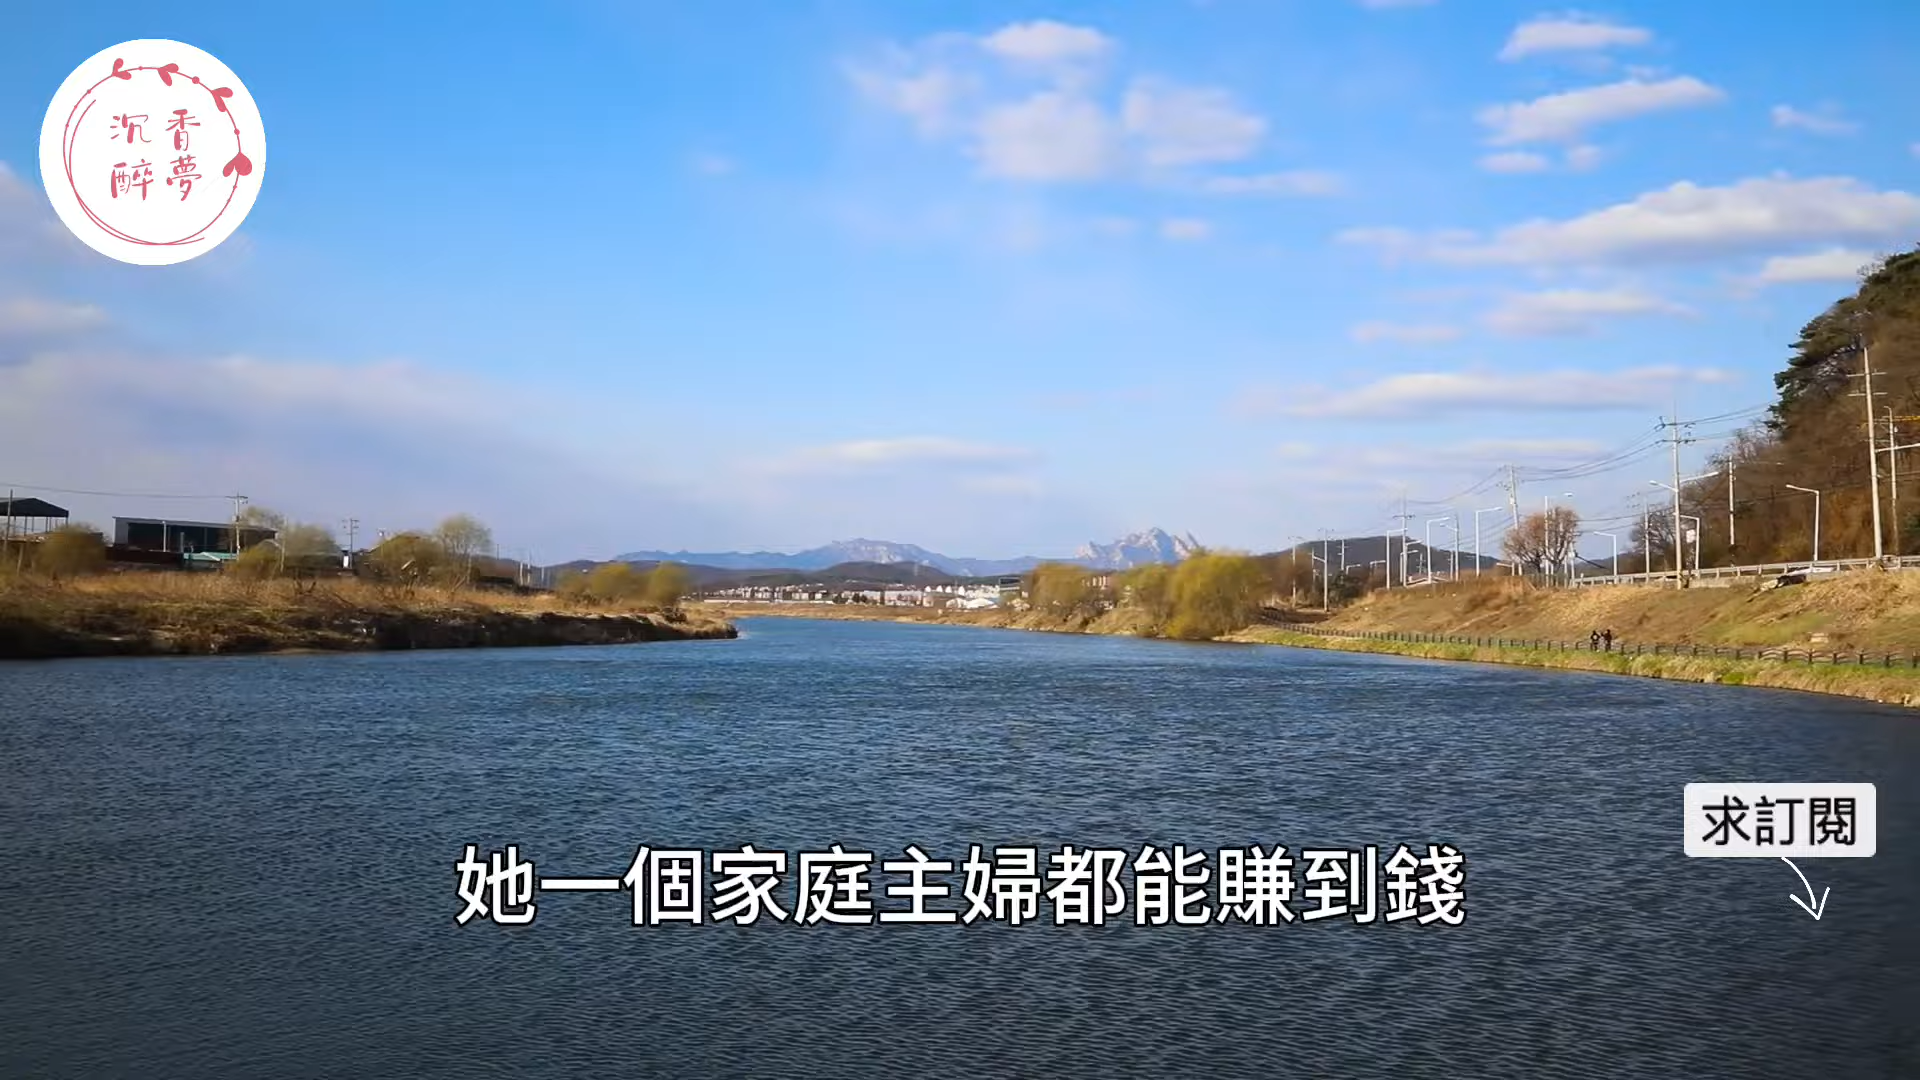 沉香
醉夢
求訂閱
她一個家庭主婦都能賺到錢